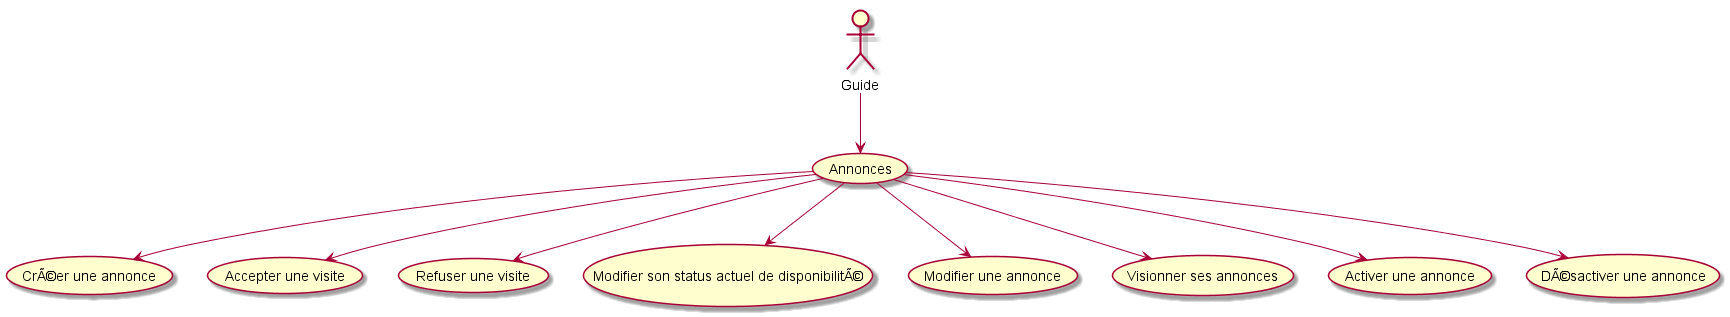 Guide
Annonces
CrÃ©er une annonce
Accepter une visite
Refuser une visite
Modifier son status actuel de disponibilitÃ©
Modifier une annonce
Visionner ses annonces
Activer une annonce
DÃ©sactiver une annonce